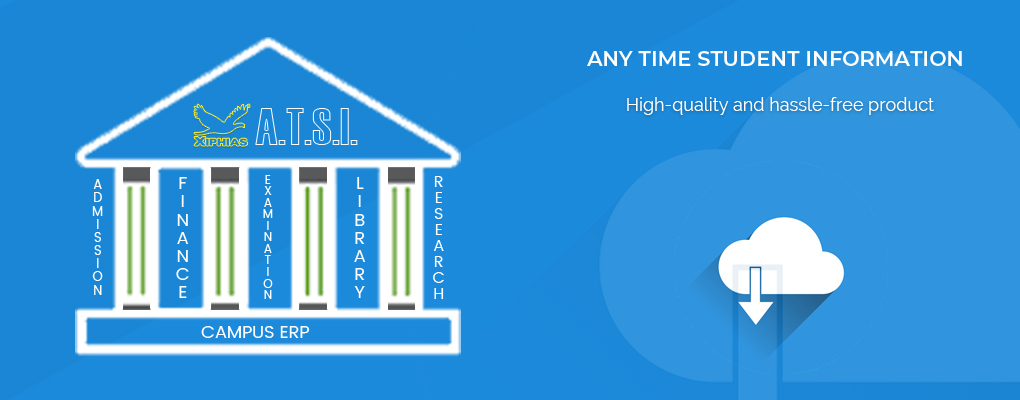 XIPHIAS
A.T.S.I.
ADMISSION
FINANCE
EXAMINATION
LIBRARY
RESEARCH
CAMPUS ERP
ANY TIME STUDENT INFORMATION
High-quality and hassle-free product